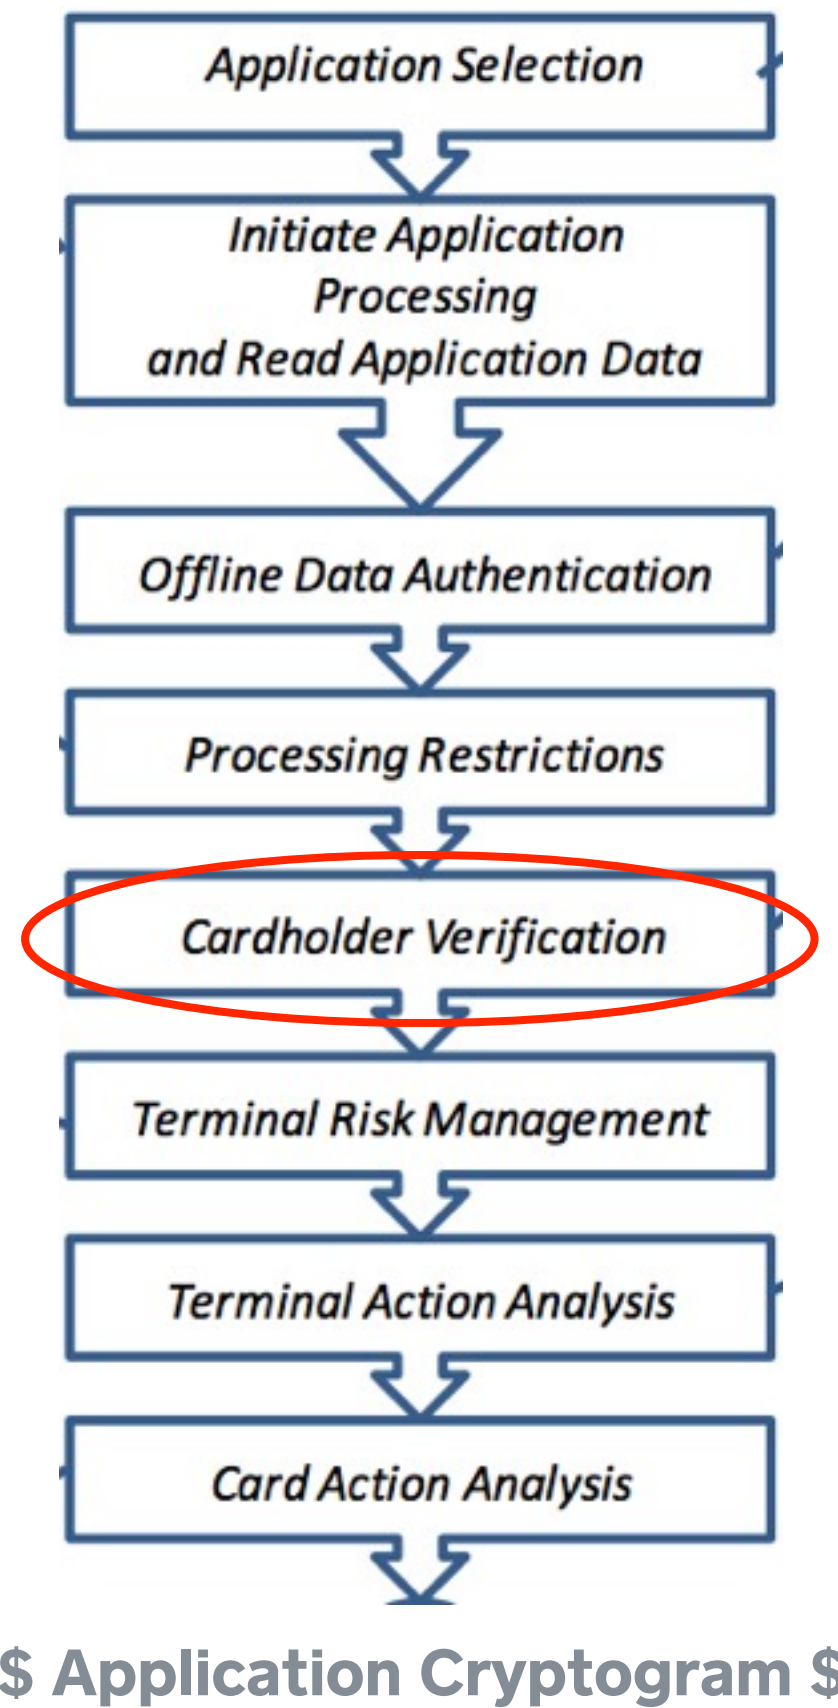 Application Selection
Initiate Application
Processing
and Read Application Data
Offline Data Authentication
Processing Restrictions
Cardholder Verification
Terminal Risk Management
Terminal Action Analysis
Card Action Analysis
$ Application Cryptogram $